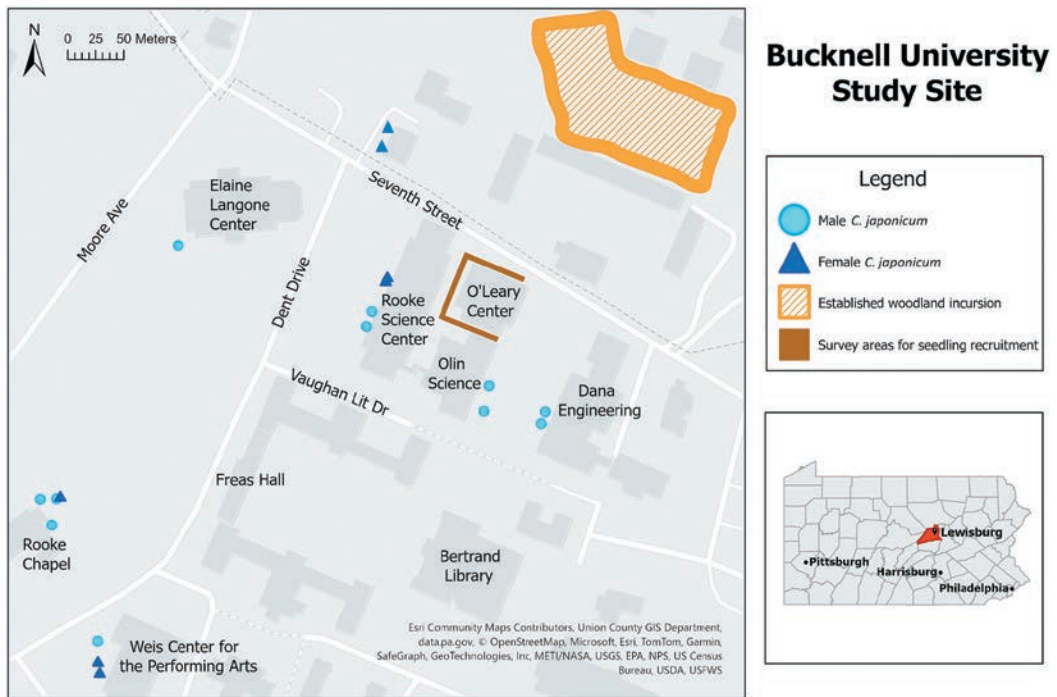 N
0 25 50 Meters
Elaine
Langone
Center
Moore Ave
Seventh Street
Dent Drive
Rooke
Science
Center
O'Leary
Center
Olin
Science
Vaughan Lit Dr
Dana
Engineering
Freas Hall
Rooke
Chapel
Bertrand
Library
Weis Center for
the Performing Arts
Esri Community Maps Contributors, Union County GIS Department,
data.pa.gov, © OpenStreetMap, Microsoft, Esri, TomTom, Garmin,
SafeGraph, GeoTechnologies, Inc, METI/NASA, USGS, EPA, NPS, US Census
Bureau, USDA, USFWS
Bucknell University
Study Site
Legend
Male C. japonicum
Female C. japonicum
Established woodland incursion
Survey areas for seedling recruitment
Lewisburg
Pittsburgh
Harrisburg
Philadelphia